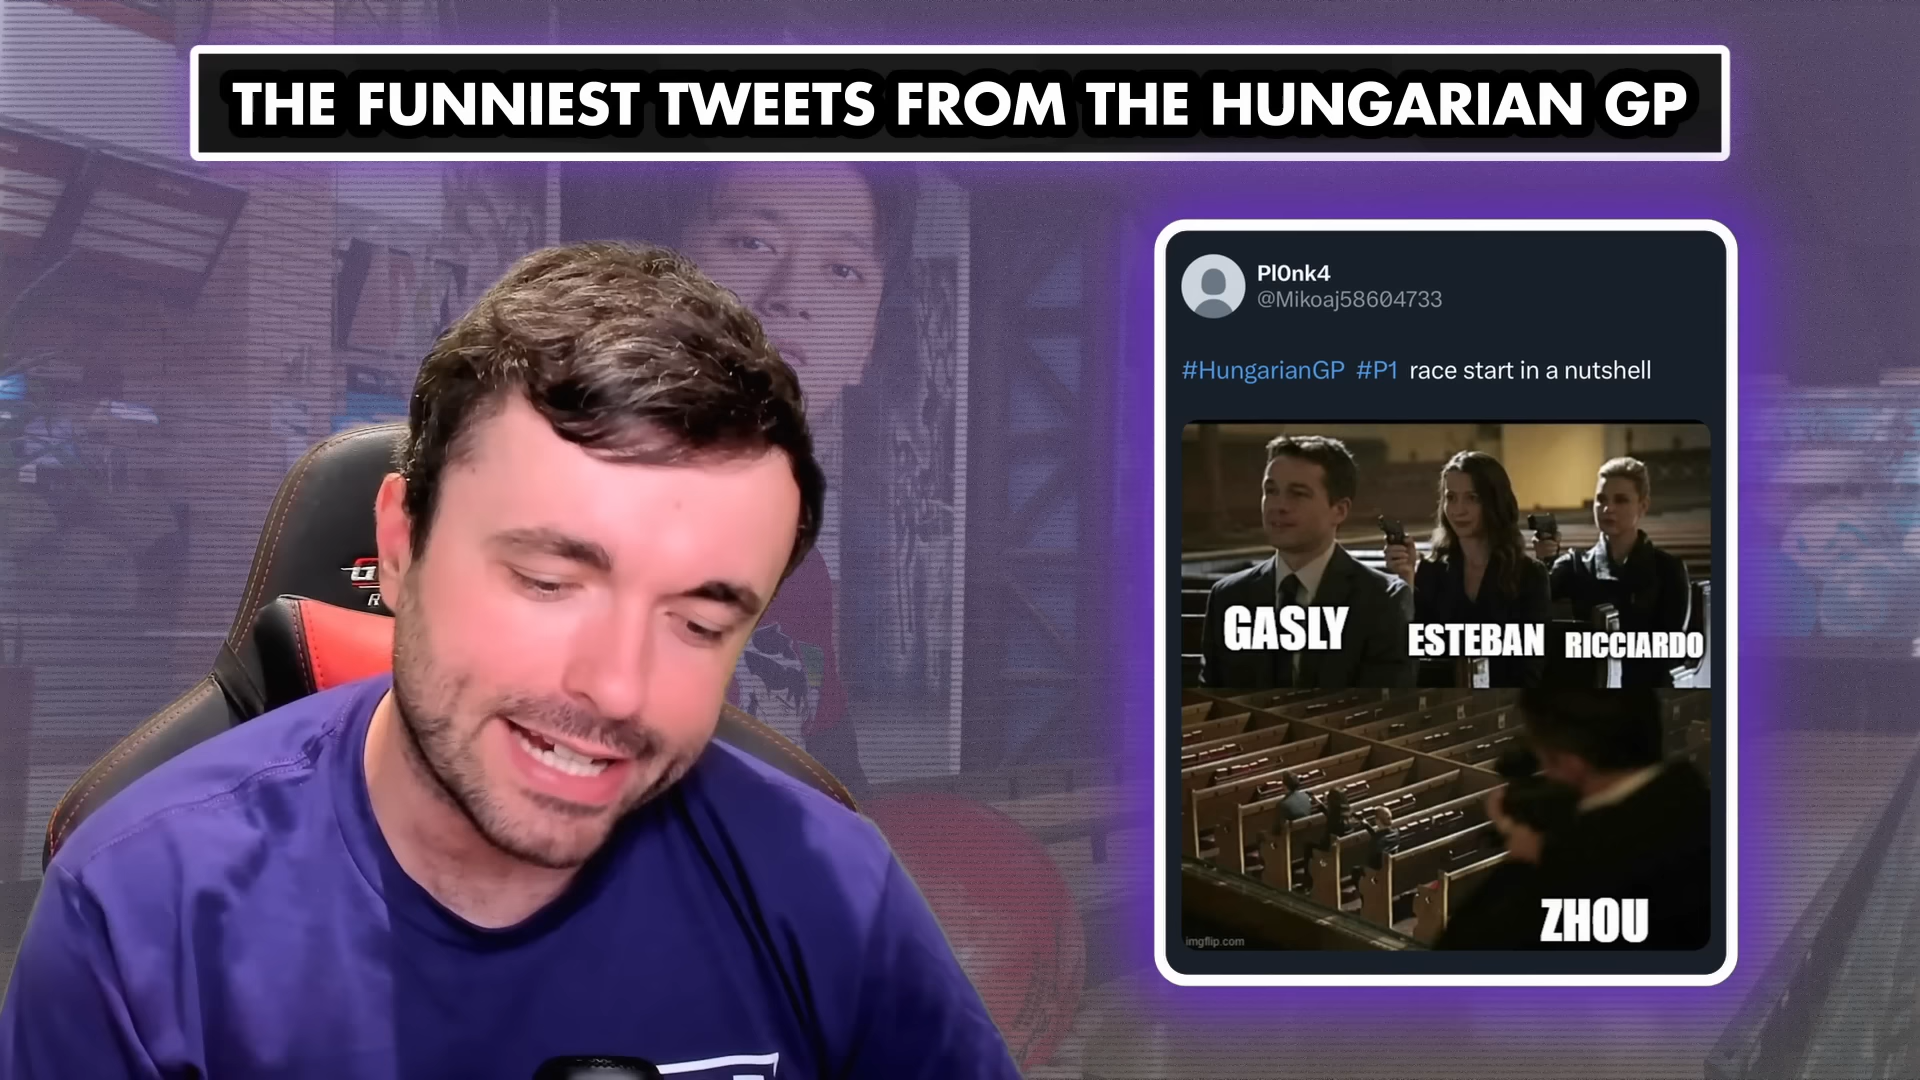 THE FUNNIEST TWEETS FROM THE HUNGARIAN GP
Pl0nk4
@Mikoaj58604733
#HungarianGP #P1 race start in a nutshell
GASLY
ESTEBAN
RICCIARDO
ZHOU
imgflip.com